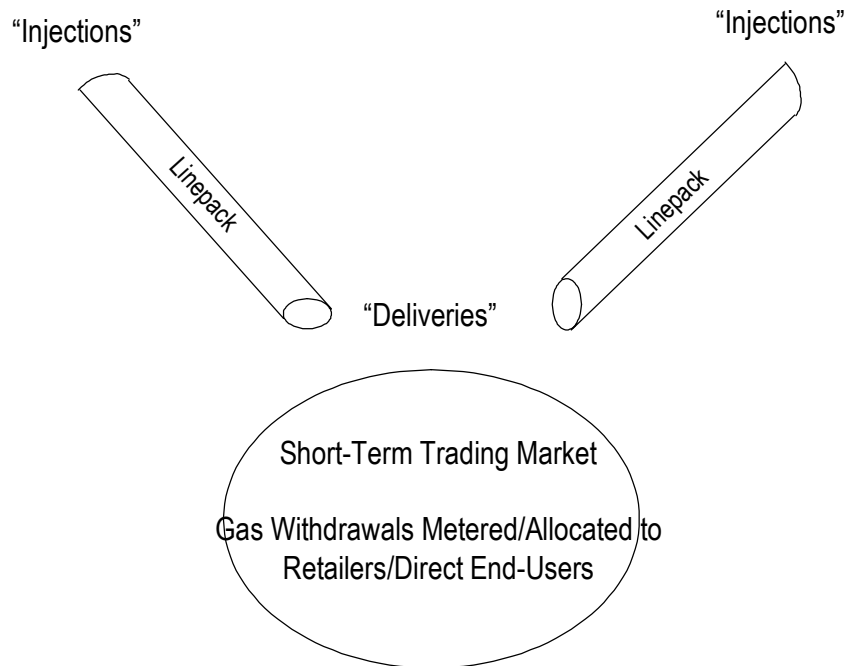 “Injections”
“Injections”
Linepack
Linepack
“Deliveries”
Short-Term Trading Market
Gas Withdrawals Metered/Allocated to
Retailers/Direct End-Users